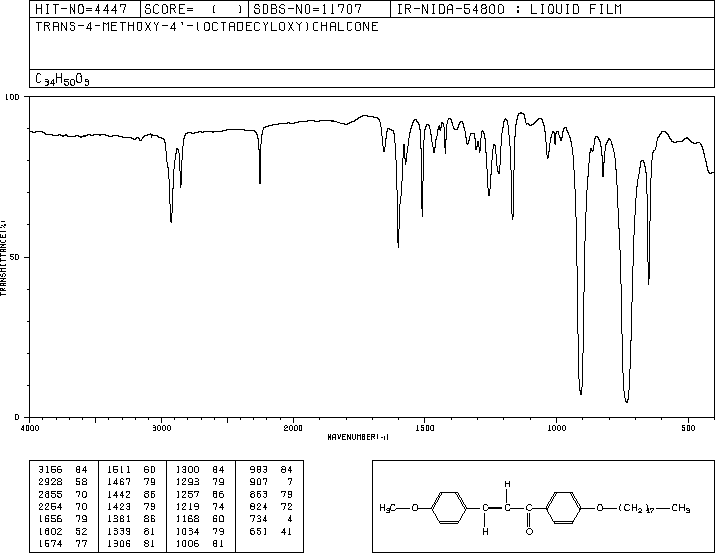 HIT-NO=4447 SCORE= ( ) SDBS-NO=11707 IR-NIDA-54800 : LIQUID FILM
TRANS-4-METHOXY-4'-(OCTADECYLOXY)CHALCONE
C34H50O3
100
50
0
TRANSMITTANCE(%)
4000 3000 2000 1500 1000 500
WAVENUMBER(-1)
3166 84 1511 60 1300 84 983 84
2928 58 1467 79 1293 79 907 7
2855 70 1442 86 1257 86 863 79
2264 70 1423 79 1219 74 824 72
1656 79 1381 86 1168 60 734 4
1602 52 1339 81 1034 79 651 41
1574 77 1306 81 1006 81
H
H3C—O C—C—C O—(CH2)17—CH3
H O